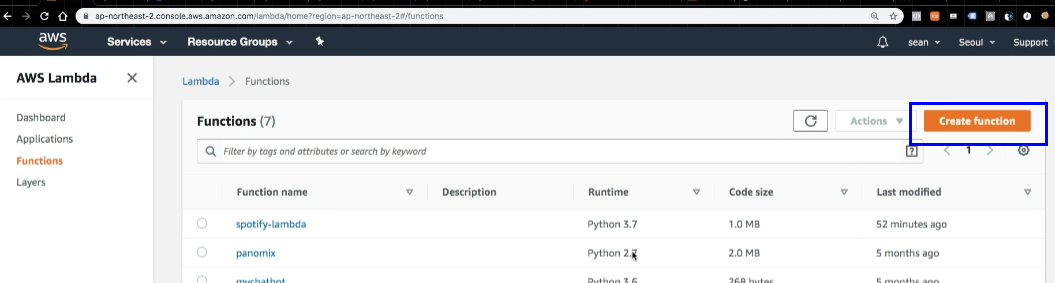 ap-northeast-2.console.aws.amazon.com/lambda/home?region=ap-northeast-2#/functions
aws Services Resource Groups sean Seoul Support
AWS Lambda
Lambda > Functions
Dashboard
Applications
Functions
Layers
Functions (7) Actions Create function
Filter by tags and attributes or search by keyword ? < 1 >
Function name Description Runtime Code size Last modified
spotify-lambda Python 3.7 1.0 MB 52 minutes ago
panomix Python 2.7 2.0 MB 5 months ago
mychatbot Python 3.6 268 bytes 5 months ago